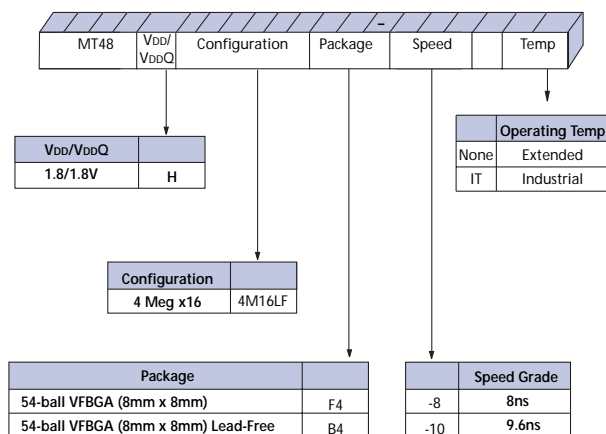 –
MT48 VDD/ VDDQ Configuration Package Speed Temp
Operating Temp
None Extended
IT Industrial
VDD/VDDQ
1.8/1.8V H
Configuration
4 Meg x16 4M16LF
Package
54-ball VFBGA (8mm x 8mm) F4
54-ball VFBGA (8mm x 8mm) Lead-Free B4
Speed Grade
-8 8ns
-10 9.6ns